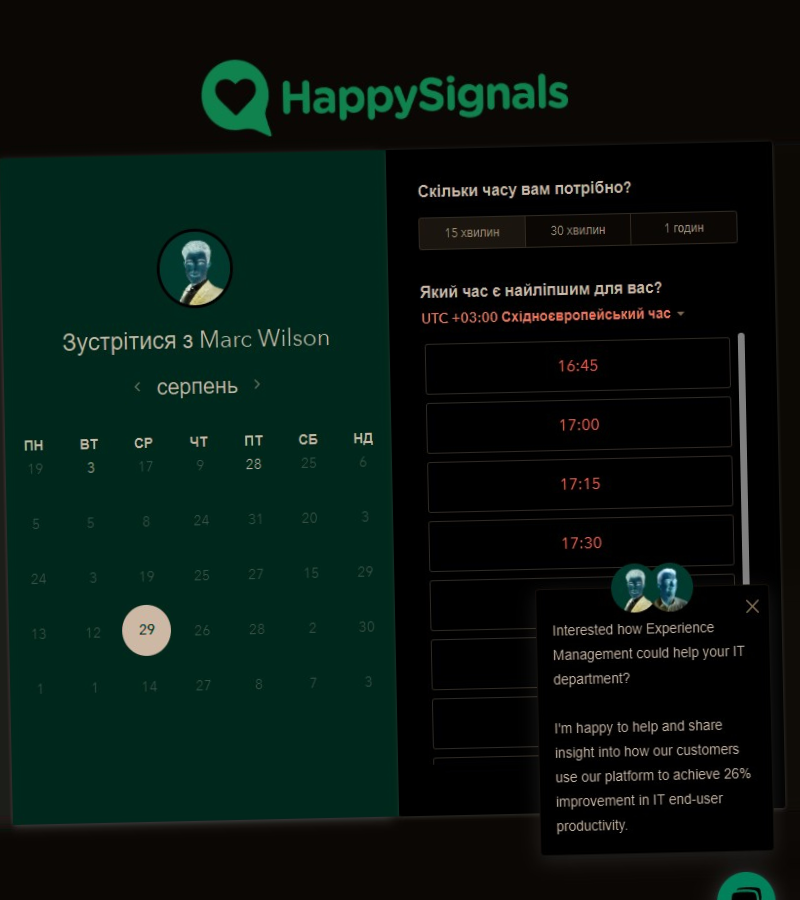 HappySignals
Зустрітися з Marc Wilson
серпень
ПН ВТ СР ЧТ ПТ СБ НД
19 3 17 9 28 25 6
5 5 8 24 31 20 3
24 3 19 25 27 15 29
13 12 29 26 28 2 30
1 1 14 27 8 7 3
Скільки часу вам потрібно?
15 хвилин 30 хвилин 1 годин
Який час є найліпшим для вас?
UTC +03:00 Східноєвропейський час
16:45
17:00
17:15
17:30
Interested how Experience
Management could help your IT
department?
I'm happy to help and share
insight into how our customers
use our platform to achieve 26%
improvement in IT end-user
productivity.